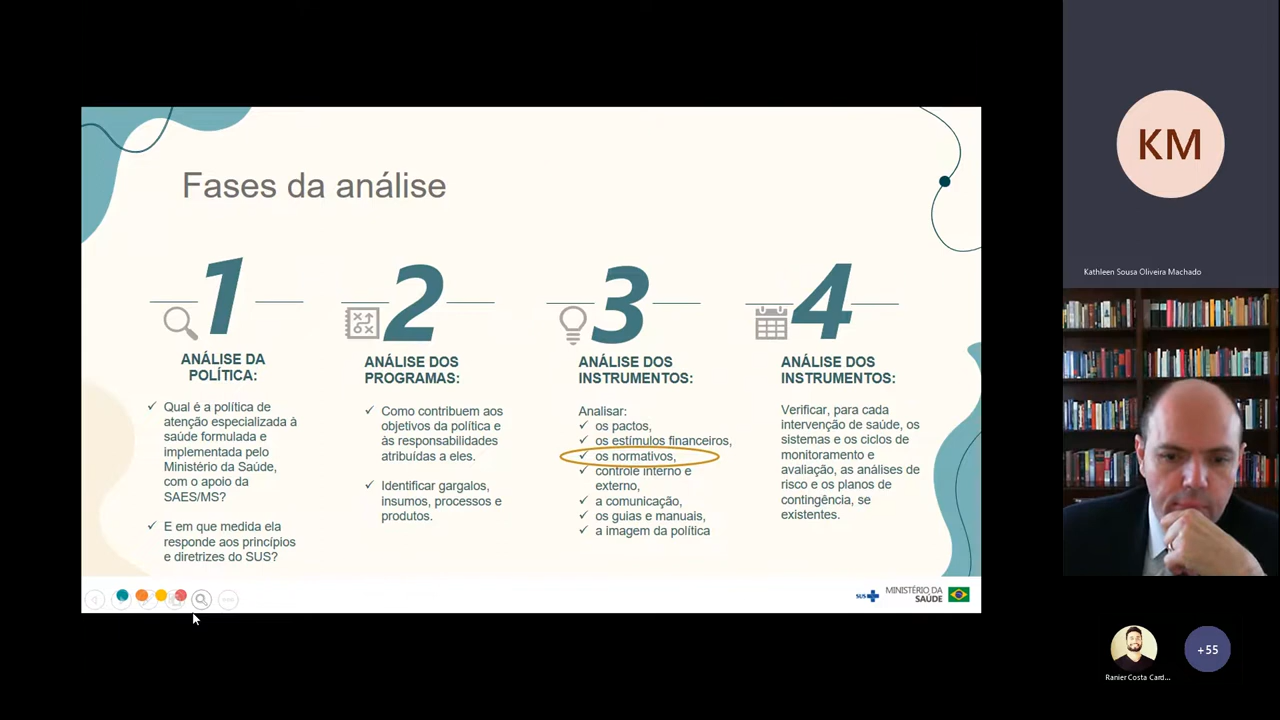 Fases da análise
1
ANÁLISE DA
POLÍTICA:
Qual é a política de
atenção especializada à
saúde formulada e
implementada pelo
Ministério da Saúde,
com o apoio da
SAES/MS?
E em que medida ela
responde aos princípios
e diretrizes do SUS?
2
ANÁLISE DOS
PROGRAMAS:
Como contribuem aos
objetivos da política e
às responsabilidades
atribuídas a eles.
Identificar gargalos,
insumos, processos e
produtos.
3
ANÁLISE DOS
INSTRUMENTOS:
Analisar:
os pactos,
os estímulos financeiros,
os normativos,
controle interno e
externo,
a comunicação,
os guias e manuais,
a imagem da política
4
ANÁLISE DOS
INSTRUMENTOS:
Verificar, para cada
intervenção de saúde, os
sistemas e os ciclos de
monitoramento e
avaliação, as análises de
risco e os planos de
contingência, se
existentes.
SUS
MINISTÉRIO DA
SAÚDE
KM
Kathleen Sousa Oliveira Machado
+55
Ranier Costa Card...